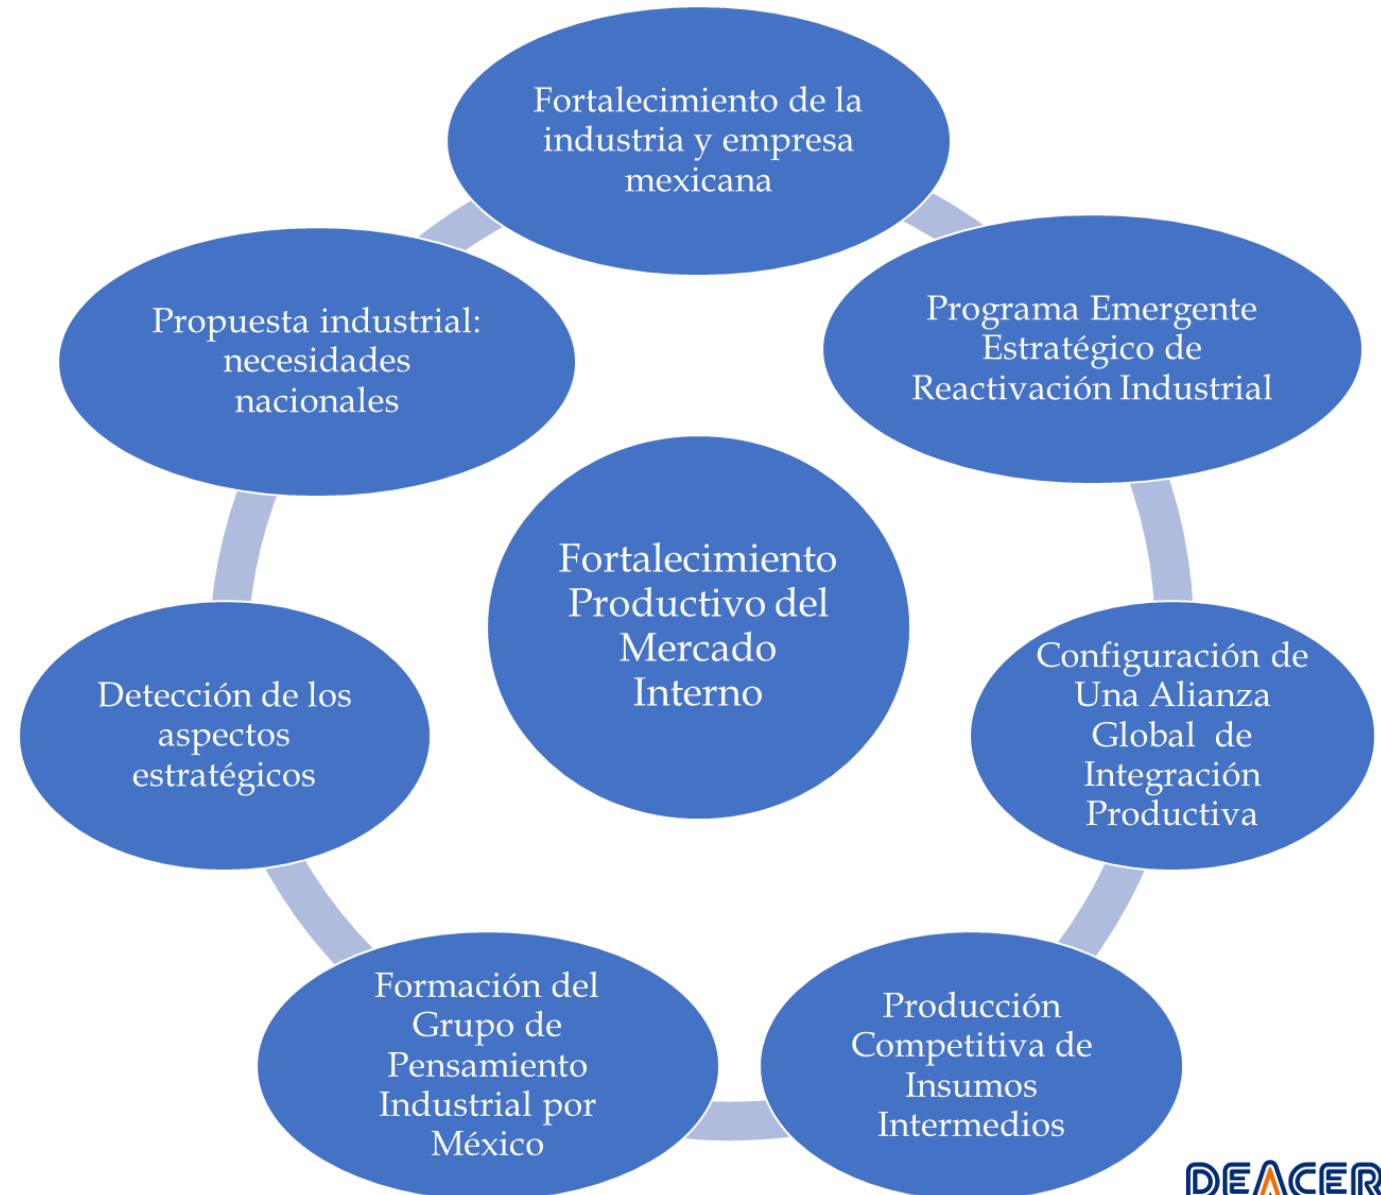 Fortalecimiento de la
industria y empresa
mexicana
Programa Emergente
Estratégico de
Reactivación Industrial
Propuesta industrial:
necesidades
nacionales
Fortalecimiento
Productivo del
Mercado
Interno
Configuración de
Una Alianza
Global de
Integración
Productiva
Detección de los
aspectos
estratégicos
Formación del
Grupo de
Pensamiento
Industrial por
México
Producción
Competitiva de
Insumos
Intermedios
DEACER